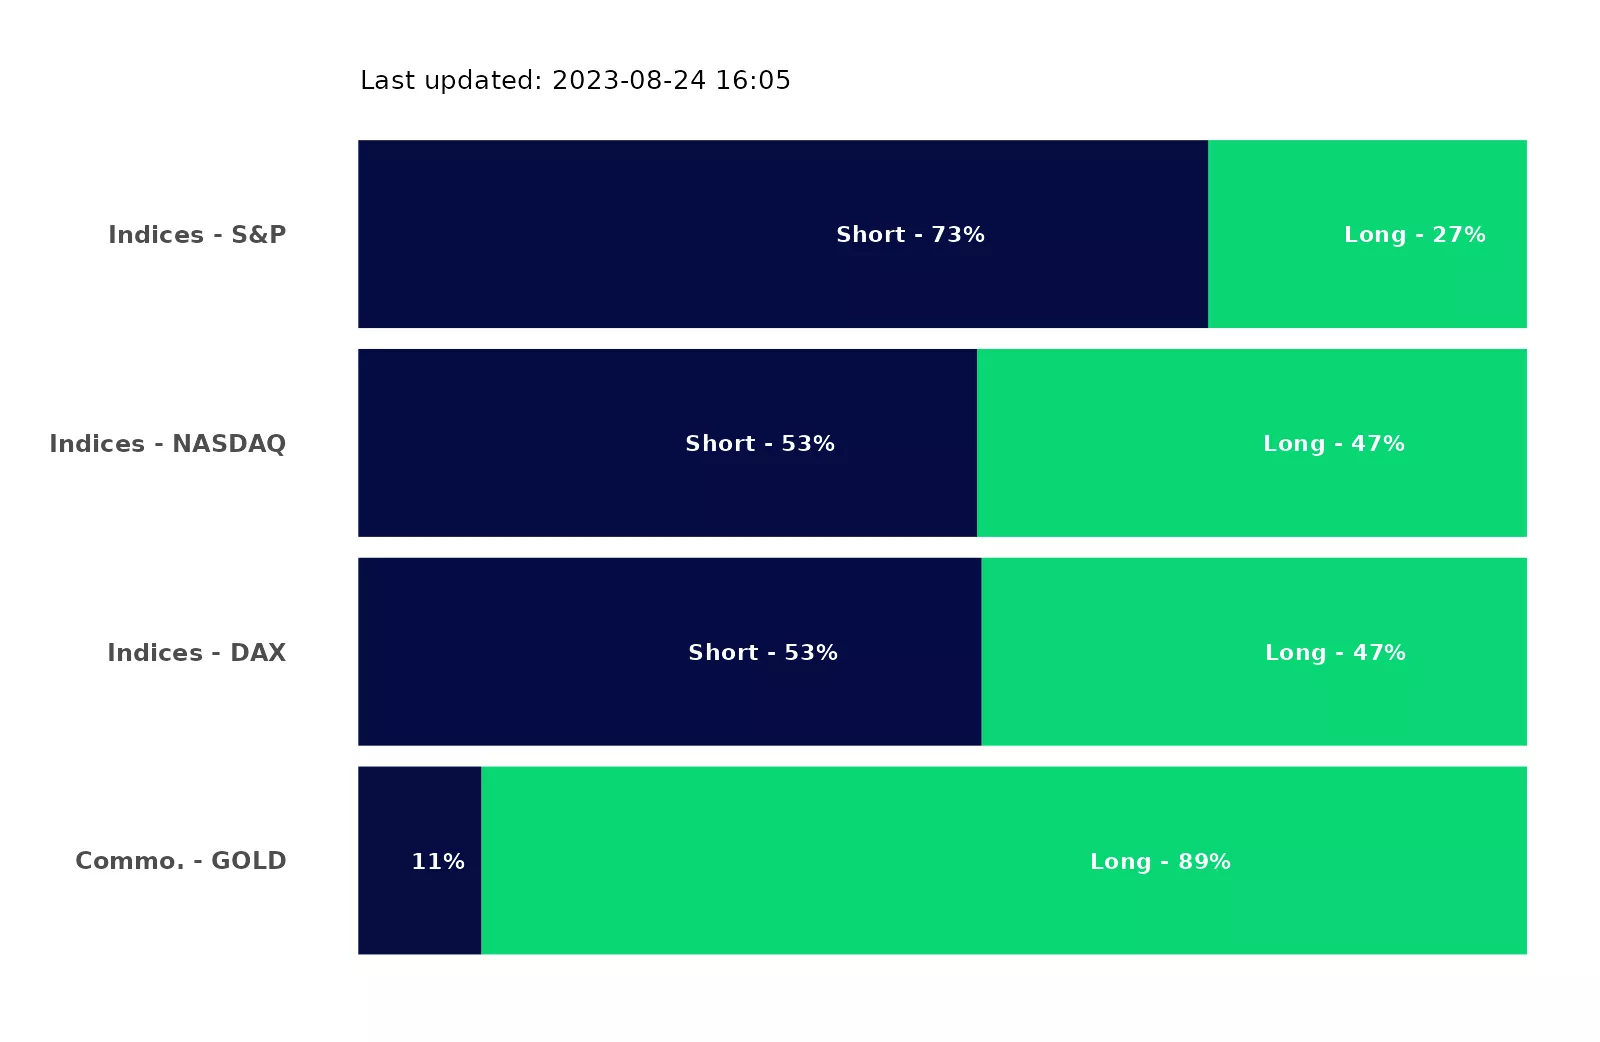 Last updated: 2023-08-24 16:05
Indices - S&P Short - 73% Long - 27%
Indices - NASDAQ Short - 53% Long - 47%
Indices - DAX Short - 53% Long - 47%
Commo. - GOLD 11% Long - 89%